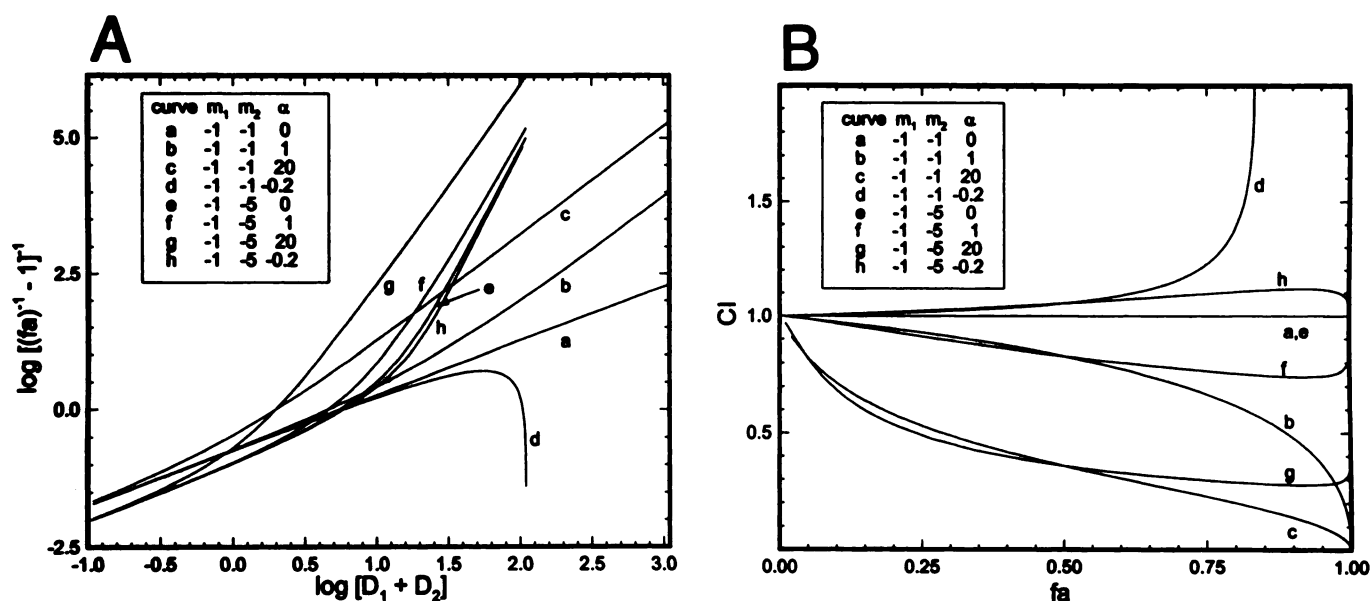 A
curve m1 m2 α
a -1 -1 0
b -1 -1 1
c -1 -1 20
d -1 -1 -0.2
e -1 -5 0
f -1 -5 1
g -1 -5 20
h -1 -5 -0.2
5.0
2.5
0.0
-2.5
log [(fa)-1 - 1]-1
g
f
e
h
c
b
a
d
-1.0 -0.5 0.0 0.5 1.0 1.5 2.0 2.5 3.0
log [D1 + D2]
B
curve m1 m2 α
a -1 -1 0
b -1 -1 1
c -1 -1 20
d -1 -1 -0.2
e -1 -5 0
f -1 -5 1
g -1 -5 20
h -1 -5 -0.2
1.5
1.0
0.5
0
CI
d
h
a,e
f
b
g
c
0.00 0.25 0.50 0.75 1.00
fa